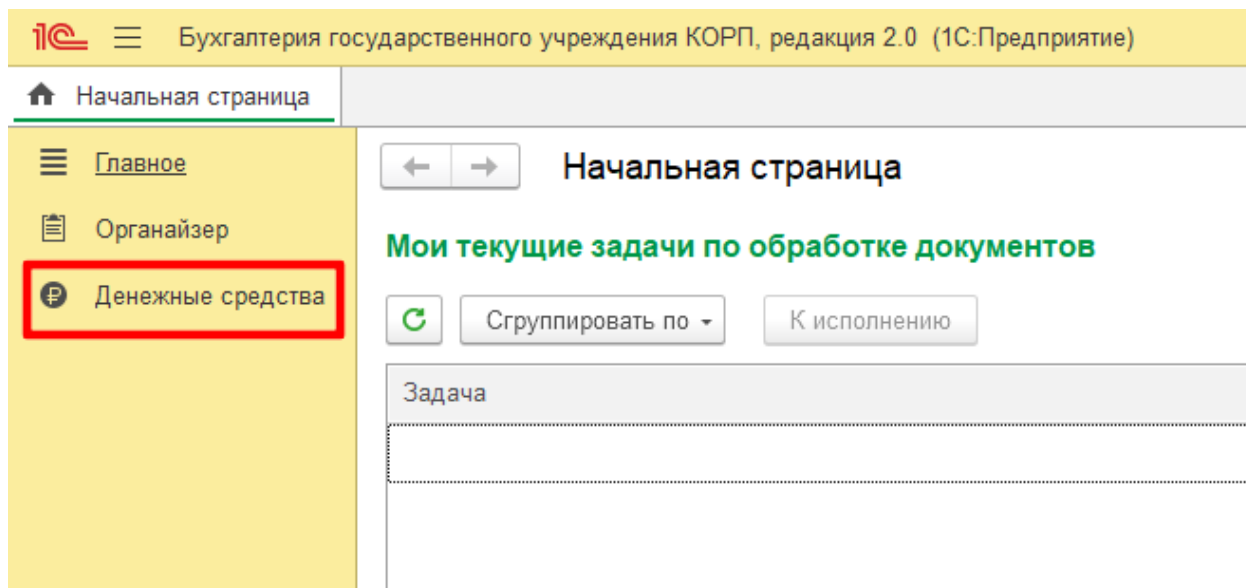 1С Бухгалтерия государственного учреждения КОРП, редакция 2.0 (1С:Предприятие)
Начальная страница
Главное
Органайзер
Денежные средства
Начальная страница
Мои текущие задачи по обработке документов
Сгруппировать по К исполнению
Задача